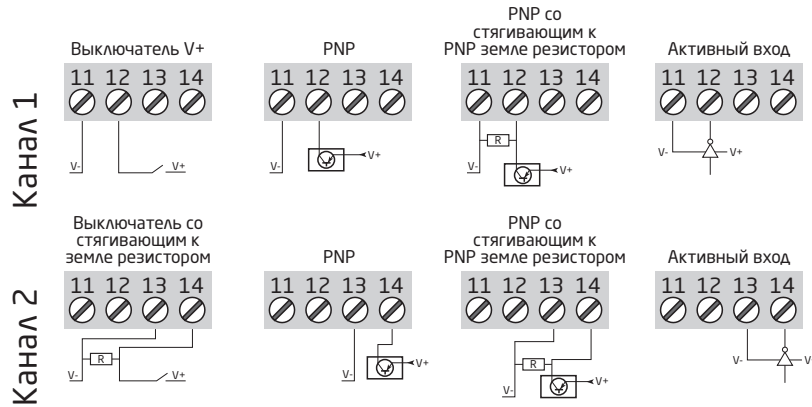 Канал 1
Выключатель V+
11 12 13 14
V-
V+
PNP
11 12 13 14
V-
V+
PNP со
стягивающим к
PNP земле резистором
11 12 13 14
R
V-
V+
Активный вход
11 12 13 14
V-
V+
Канал 2
Выключатель со
стягивающим к
земле резистором
11 12 13 14
R
V-
V+
PNP
11 12 13 14
V-
V+
PNP со
стягивающим к
PNP земле резистором
11 12 13 14
R
V-
V+
Активный вход
11 12 13 14
V-
V